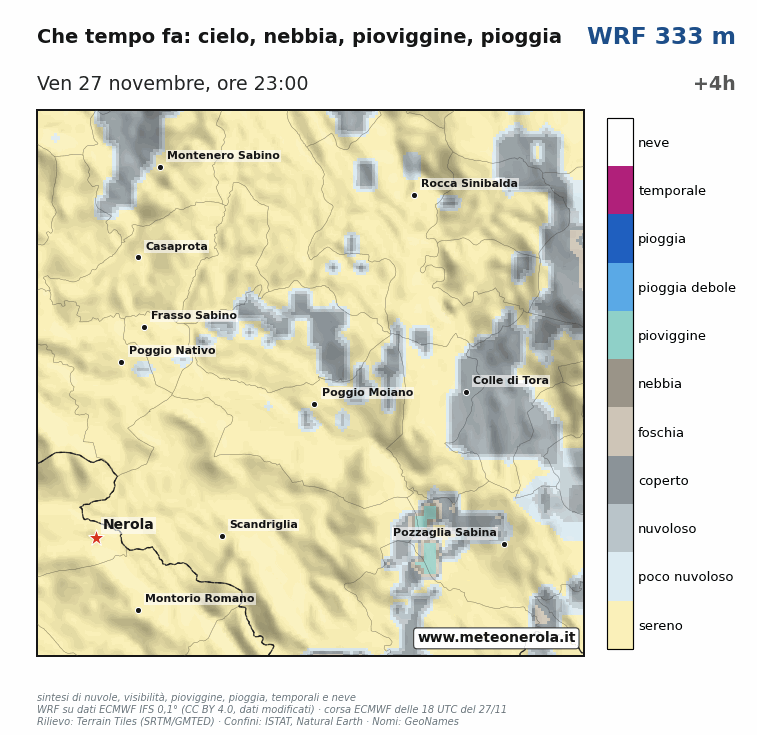 Che tempo fa: cielo, nebbia, pioviggine, pioggia
WRF 333 m
Ven 27 novembre, ore 23:00
+4h
Montenero Sabino
Rocca Sinibalda
Casaprota
Frasso Sabino
Poggio Nativo
Colle di Tora
Poggio Moiano
Nerola
Scandriglia
Pozzaglia Sabina
Montorio Romano
www.meteonerola.it
neve
temporale
pioggia
pioggia debole
pioviggine
nebbia
foschia
coperto
nuvoloso
poco nuvoloso
sereno
sintesi di nuvole, visibilità, pioviggine, pioggia, temporali e neve
WRF su dati ECMWF IFS 0,1° (CC BY 4.0, dati modificati) · corsa ECMWF delle 18 UTC del 27/11
Rilievo: Terrain Tiles (SRTM/GMTED) · Confini: ISTAT, Natural Earth · Nomi: GeoNames